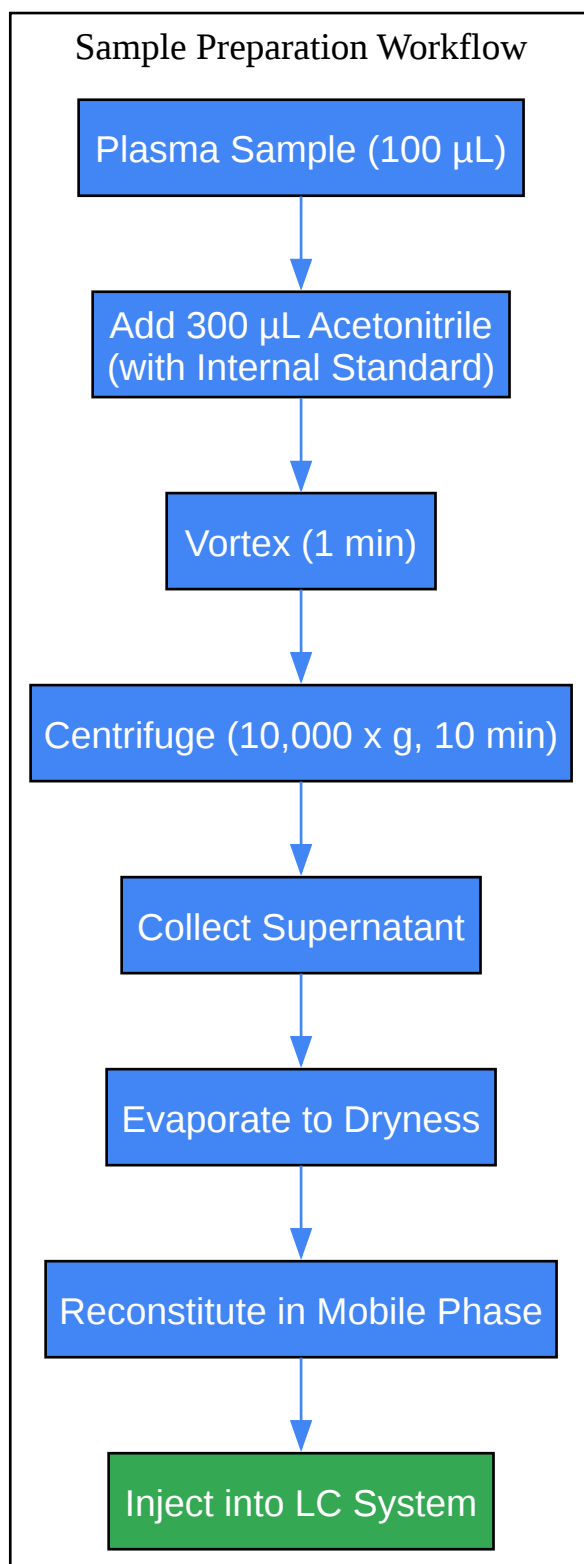 Sample Preparation Workflow
Plasma Sample (100 µL)
Add 300 µL Acetonitrile
(with Internal Standard)
Vortex (1 min)
Centrifuge (10,000 x g, 10 min)
Collect Supernatant
Evaporate to Dryness
Reconstitute in Mobile Phase
Inject into LC System